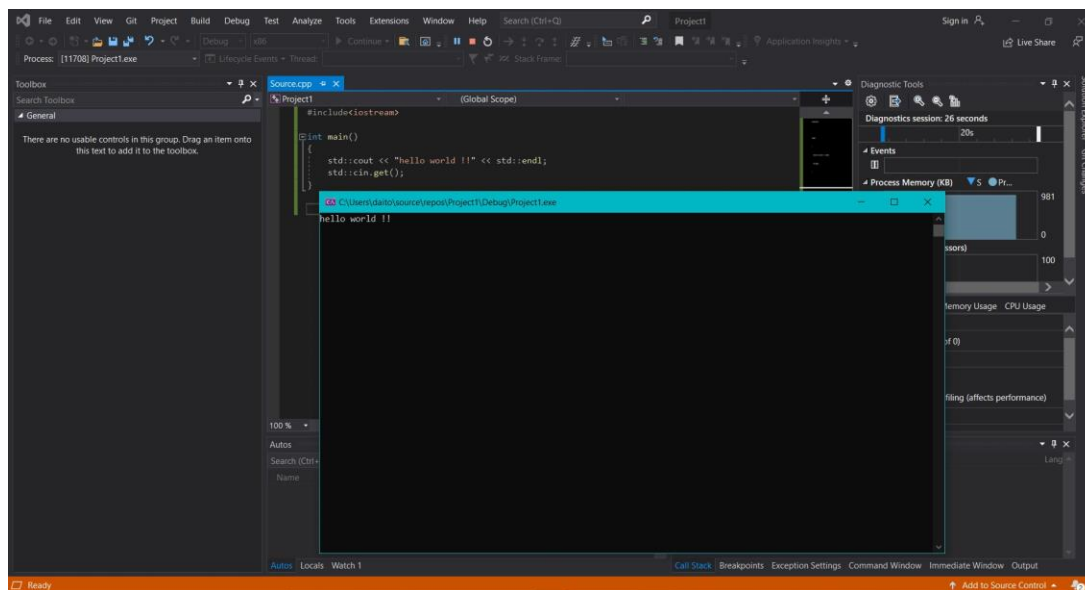 File Edit View Git Project Build Debug Test Analyze Tools Extensions Window Help Search (Ctrl+Q) Project1 Sign in
Debug x86 Continue Application Insights Live Share
Process: [11708] Project1.exe Lifecycle Events Thread: Stack Frame:
Toolbox
Search Toolbox
General
There are no usable controls in this group. Drag an item onto
this text to add it to the toolbox.
Source.cpp
Project1 (Global Scope)
#include<iostream>
int main()
{
std::cout << "hello world !!" << std::endl;
std::cin.get();
}
100 %
C:\Users\daito\source\repos\Project1\Debug\Project1.exe
hello world !!
Diagnostic Tools
Diagnostics session: 26 seconds
20s
Events
Process Memory (KB) S Pr...
981
0
ssors)
100
Memory Usage CPU Usage
of 0)
filing (affects performance)
Autos
Search (Ctrl+
Name
Lang
Autos Locals Watch 1
Call Stack Breakpoints Exception Settings Command Window Immediate Window Output
Ready Add to Source Control